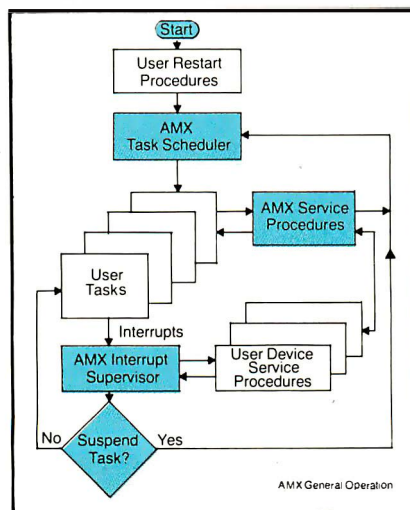 Start
User Restart
Procedures
AMX
Task Scheduler
AMX Service
Procedures
User
Tasks
Interrupts
AMX Interrupt
Supervisor
User Device
Service
Procedures
No
Suspend
Task?
Yes
AMX General Operation